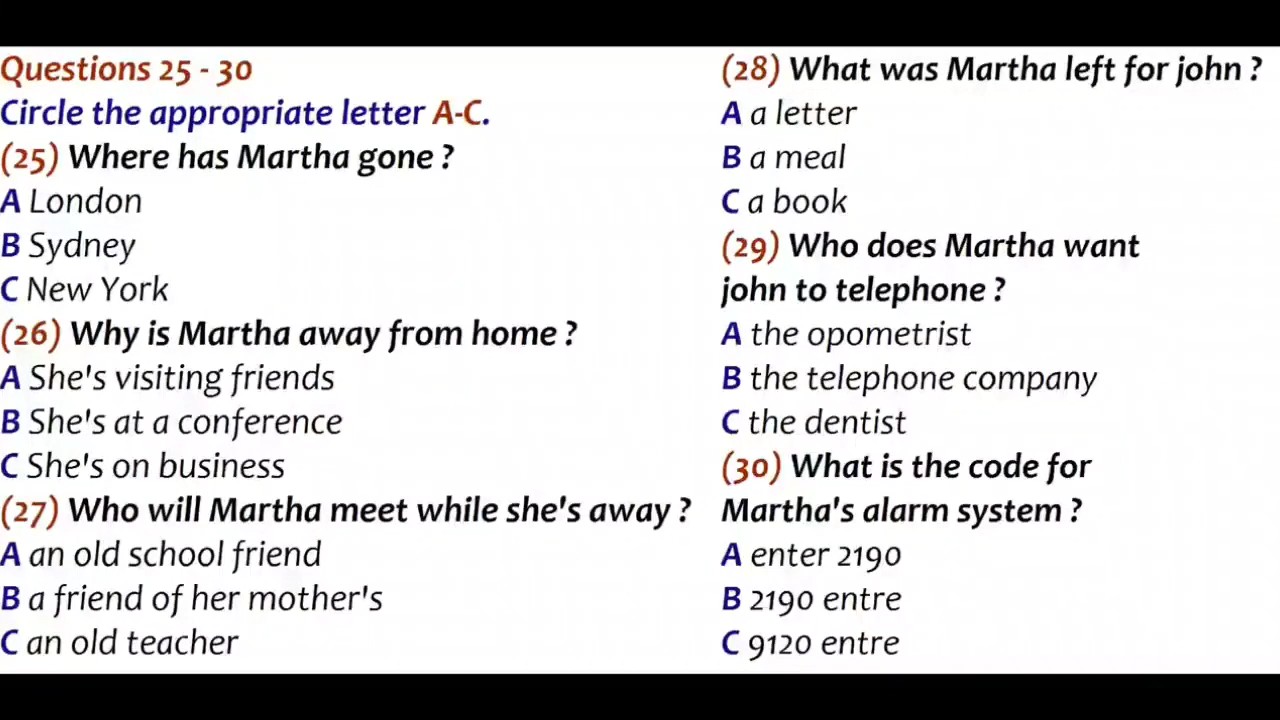 Questions 25 - 30
Circle the appropriate letter A-C.
(25) Where has Martha gone ?
A London
B Sydney
C New York
(26) Why is Martha away from home ?
A She's visiting friends
B She's at a conference
C She's on business
(27) Who will Martha meet while she's away ?
A an old school friend
B a friend of her mother's
C an old teacher
(28) What was Martha left for john ?
A a letter
B a meal
C a book
(29) Who does Martha want
john to telephone ?
A the opometrist
B the telephone company
C the dentist
(30) What is the code for
Martha's alarm system ?
A enter 2190
B 2190 entre
C 9120 entre